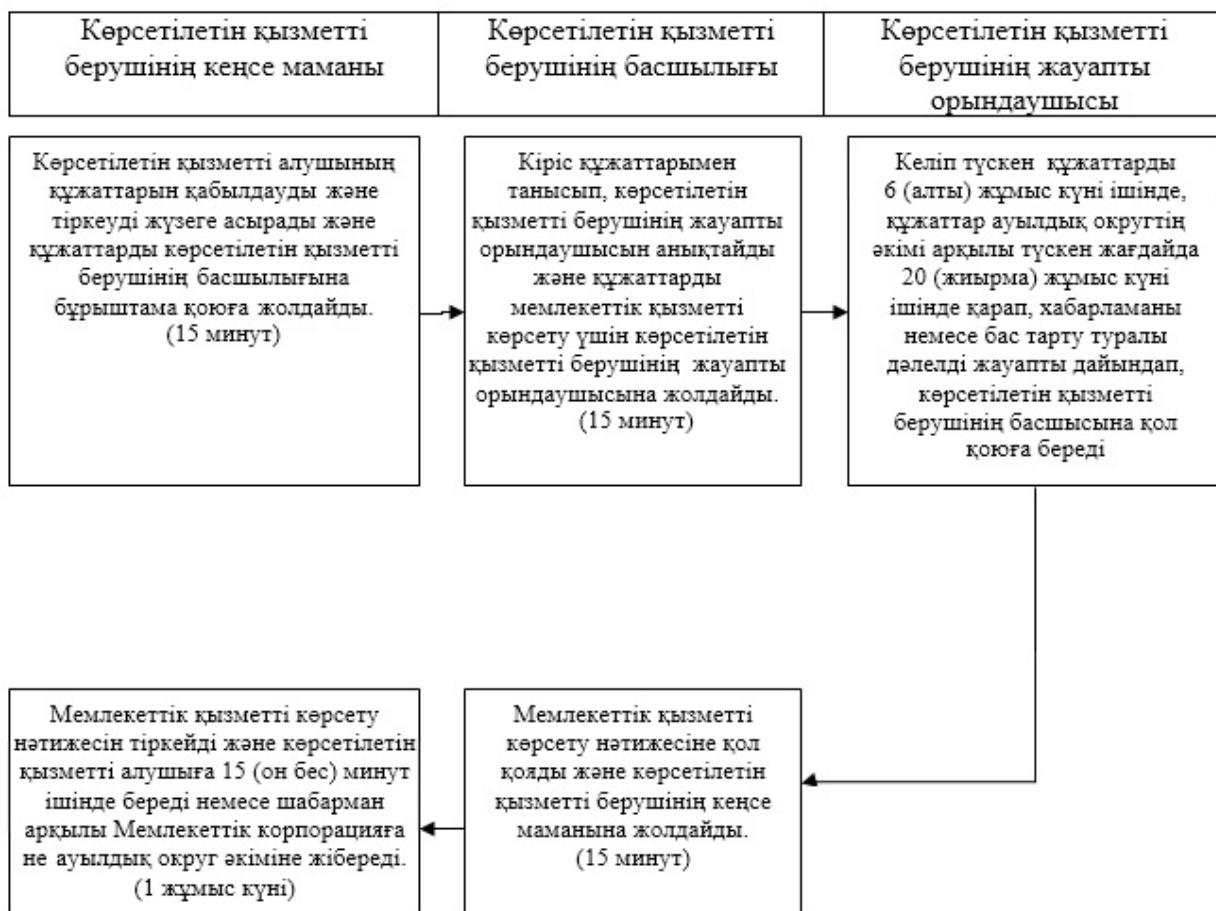 Көрсетілетін қызметті
берушінің кеңсе маманы
Көрсетілетін қызметті
берушінің басшылығы
Көрсетілетін қызметті
берушінің жауапты
орындаушысы
Көрсетілетін қызметті алушының
құжаттарын қабылдауды және
тіркеуді жүзеге асырады және
құжаттарды көрсетілетін қызметті
берушінің басшылығына
бұрыштама қоюға жолдайды.
(15 минут)
Кіріс құжаттарымен
танысып, көрсетілетін
қызметті берушінің жауапты
орындаушысын анықтайды
және құжаттарды
мемлекеттік қызметті
көрсету үшін көрсетілетін
қызметті берушінің жауапты
орындаушысына жолдайды.
(15 минут)
Келіп түскен құжаттарды
6 (алты) жұмыс күні ішінде,
құжаттар ауылдық округтің
әкімі арқылы түскен жағдайда
20 (жиырма) жұмыс күні
ішінде қарап, хабарламаны
немесе бас тарту туралы
дәлелді жауапты дайындап,
көрсетілетін қызметті
берушінің басшысына қол
қоюға береді
Мемлекеттік қызметті көрсету
нәтижесін тіркейді және көрсетілетін
қызметті алушыға 15 (он бес) минут
ішінде береді немесе шабарман
арқылы Мемлекеттік корпорацияға
не ауылдық округ әкіміне жібереді.
(1 жұмыс күні)
Мемлекеттік қызметті
көрсету нәтижесіне қол
қояды және көрсетілетін
қызметті берушінің кеңсе
маманына жолдайды.
(15 минут)